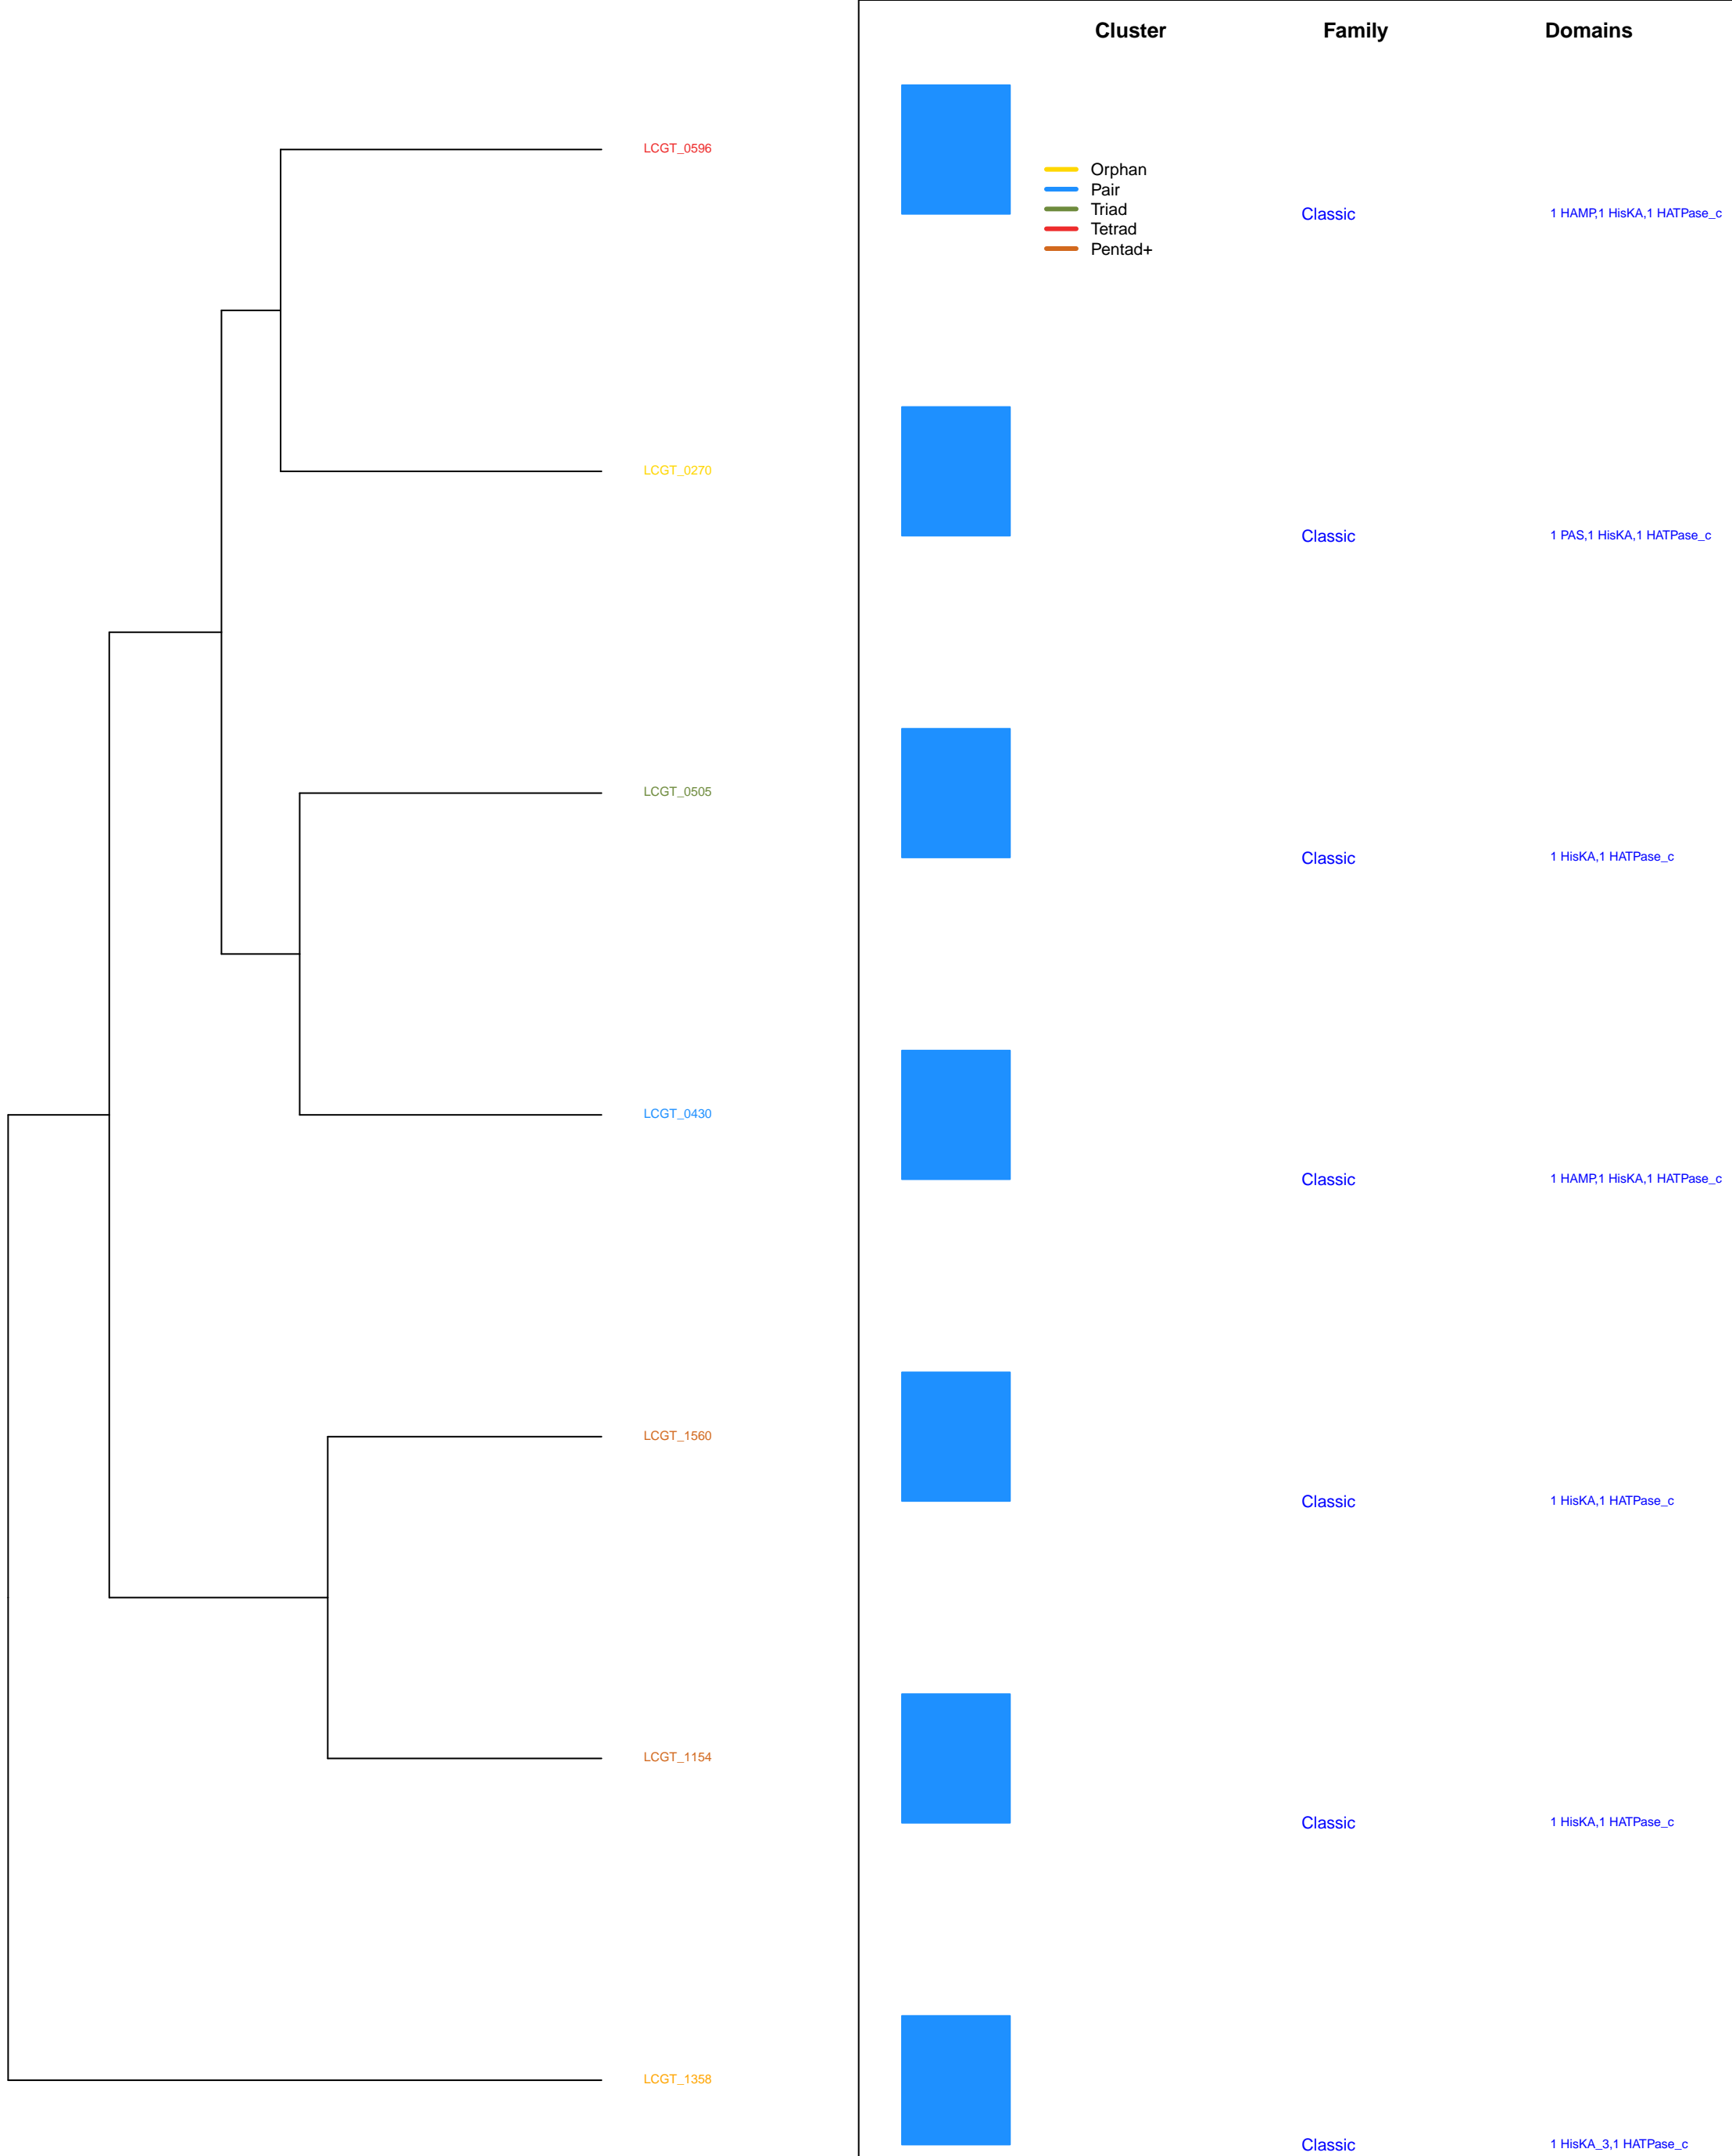 Cluster Family Domains
LCGT_0596
Orphan
Pair
Triad
Tetrad
Pentad+
Classic 1 HAMP,1 HisKA,1 HATPase_c
LCGT_0270
Classic 1 PAS,1 HisKA,1 HATPase_c
LCGT_0505
Classic 1 HisKA,1 HATPase_c
LCGT_0430
Classic 1 HAMP,1 HisKA,1 HATPase_c
LCGT_1560
Classic 1 HisKA,1 HATPase_c
LCGT_1154
Classic 1 HisKA,1 HATPase_c
LCGT_1358
Classic 1 HisKA_3,1 HATPase_c